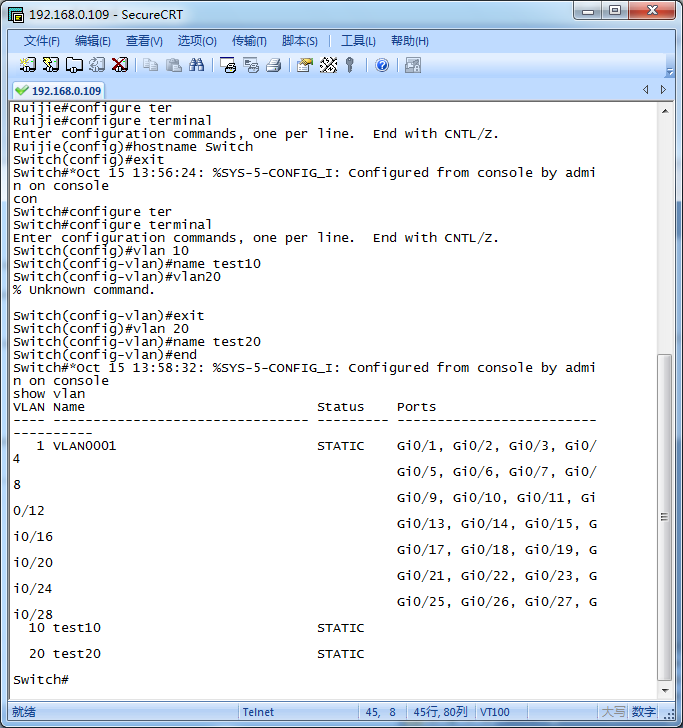 192.168.0.109 - SecureCRT
文件(F) 编辑(E) 查看(V) 选项(O) 传输(T) 脚本(S) 工具(L) 帮助(H)
192.168.0.109
Ruijie#configure ter
Ruijie#configure terminal
Enter configuration commands, one per line.  End with CNTL/Z.
Ruijie(config)#hostname Switch
Switch(config)#exit
Switch#*Oct 15 13:56:24: %SYS-5-CONFIG_I: Configured from console by admi
n on console
con
Switch#configure ter
Switch#configure terminal
Enter configuration commands, one per line.  End with CNTL/Z.
Switch(config)#vlan 10
Switch(config-vlan)#name test10
Switch(config-vlan)#vlan20
% Unknown command.
Switch(config-vlan)#exit
Switch(config)#vlan 20
Switch(config-vlan)#name test20
Switch(config-vlan)#end
Switch#*Oct 15 13:58:32: %SYS-5-CONFIG_I: Configured from console by admi
n on console
show vlan
VLAN Name                             Status    Ports
---- -------------------------------- --------- -------------------------
----------
   1 VLAN0001                         STATIC    Gi0/1, Gi0/2, Gi0/3, Gi0/
4
                                                Gi0/5, Gi0/6, Gi0/7, Gi0/
8
                                                Gi0/9, Gi0/10, Gi0/11, Gi
0/12
                                                Gi0/13, Gi0/14, Gi0/15, G
i0/16
                                                Gi0/17, Gi0/18, Gi0/19, G
i0/20
                                                Gi0/21, Gi0/22, Gi0/23, G
i0/24
                                                Gi0/25, Gi0/26, Gi0/27, G
i0/28
  10 test10                           STATIC
  20 test20                           STATIC
Switch#
就绪 Telnet 45, 8 45行, 80列 VT100 大写 数字